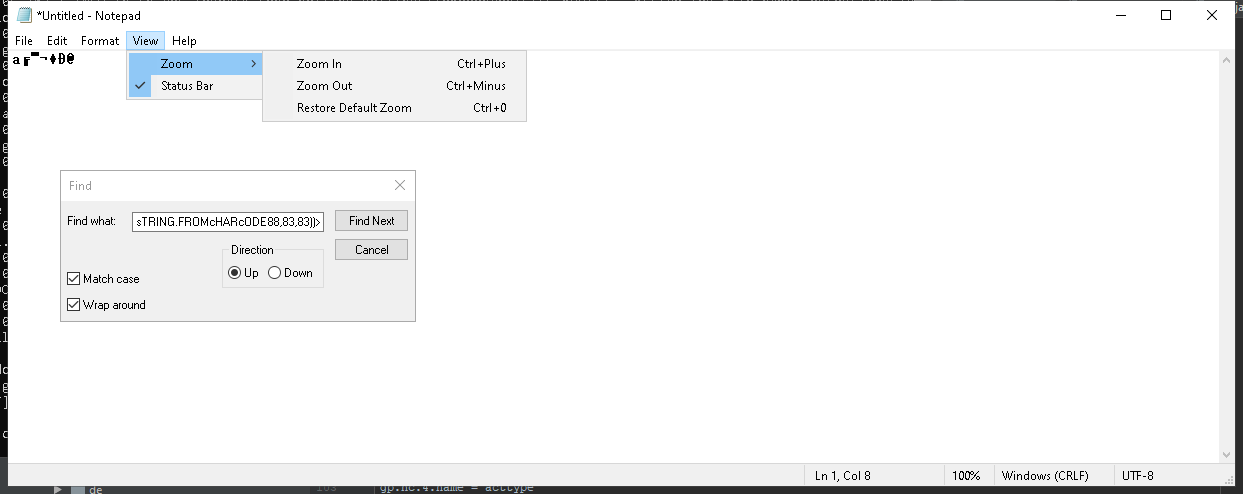 *Untitled - Notepad
File Edit Format View Help
Zoom
Status Bar
Zoom In Ctrl+Plus
Zoom Out Ctrl+Minus
Restore Default Zoom Ctrl+0
Find
Find what: sTRING.FROMcHARcODE88,83,83))>
Find Next
Cancel
Direction
Up Down
Match case
Wrap around
Ln 1, Col 8 100% Windows (CRLF) UTF-8
de
gp.nc.4.name = acttype